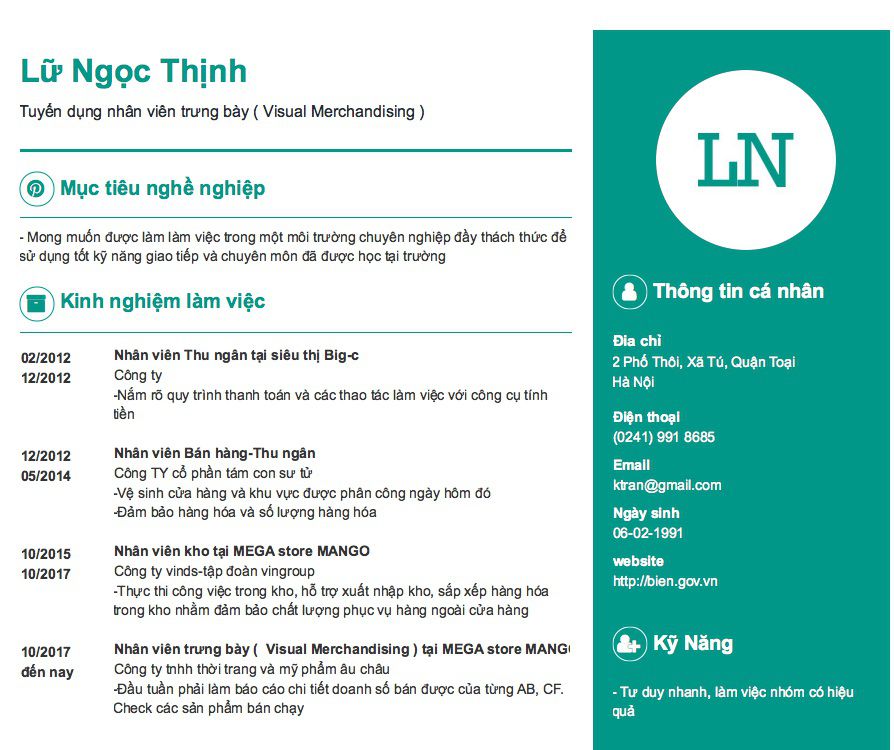 Lữ Ngọc Thịnh
Tuyển dụng nhân viên trưng bày ( Visual Merchandising )
Mục tiêu nghề nghiệp
- Mong muốn được làm làm việc trong một môi trường chuyên nghiệp đầy thách thức để
sử dụng tốt kỹ năng giao tiếp và chuyên môn đã được học tại trường
Kinh nghiệm làm việc
02/2012
12/2012
Nhân viên Thu ngân tại siêu thị Big-c
Công ty
-Nắm rõ quy trình thanh toán và các thao tác làm việc với công cụ tính
tiền
12/2012
05/2014
Nhân viên Bán hàng-Thu ngân
Công TY cổ phần tám con sư tử
-Vệ sinh cửa hàng và khu vực được phân công ngày hôm đó
-Đảm bảo hàng hóa và số lượng hàng hóa
10/2015
10/2017
Nhân viên kho tại MEGA store MANGO
Công ty vinds-tập đoàn vingroup
-Thực thi công việc trong kho, hỗ trợ xuất nhập kho, sắp xếp hàng hóa
trong kho nhằm đảm bảo chất lượng phục vụ hàng ngoài cửa hàng
10/2017
đến nay
Nhân viên trưng bày ( Visual Merchandising ) tại MEGA store MANG
Công ty tnhh thời trang và mỹ phẩm âu châu
-Đầu tuần phải làm báo cáo chi tiết doanh số bán được của từng AB, CF.
Check các sản phẩm bán chạy
LN
Thông tin cá nhân
Địa chỉ
2 Phố Thôi, Xã Tú, Quận Toại
Hà Nội
Điện thoại
(0241) 991 8685
Email
ktran@gmail.com
Ngày sinh
06-02-1991
website
http://bien.gov.vn
Kỹ Năng
- Tư duy nhanh, làm việc nhóm có hiệu
quả